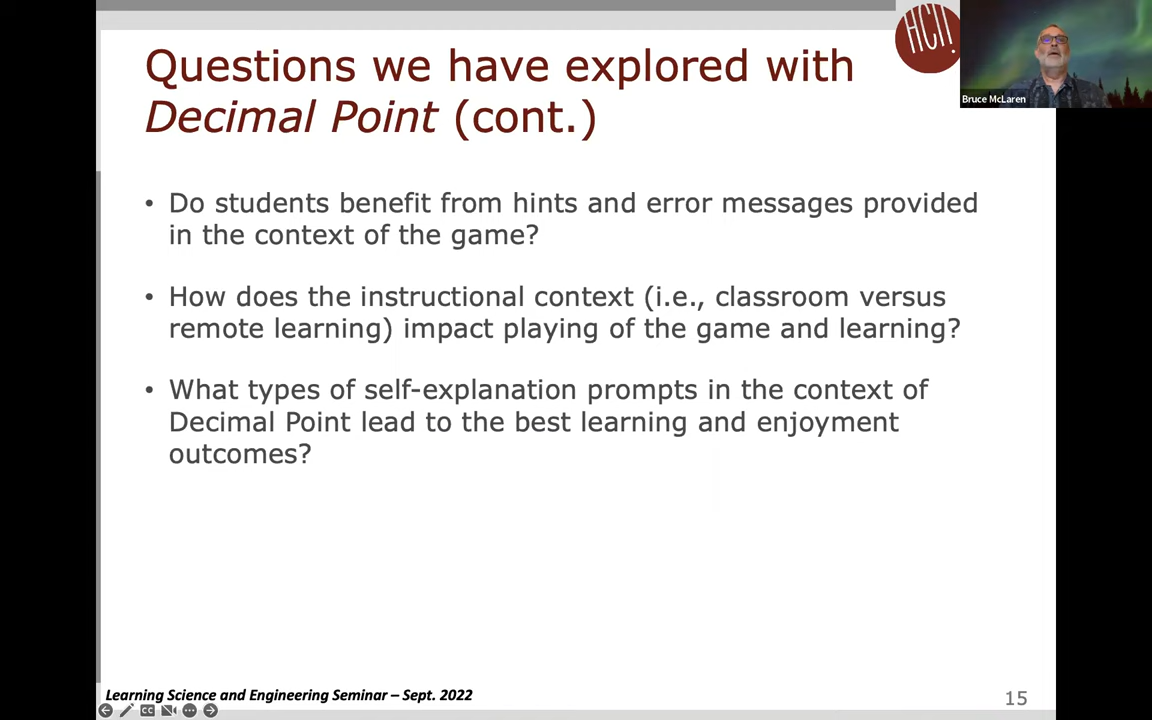 Questions we have explored with
Decimal Point (cont.)
HCII
Bruce McLaren
• Do students benefit from hints and error messages provided
in the context of the game?
• How does the instructional context (i.e., classroom versus
remote learning) impact playing of the game and learning?
• What types of self-explanation prompts in the context of
Decimal Point lead to the best learning and enjoyment
outcomes?
Learning Science and Engineering Seminar – Sept. 2022
15
CC